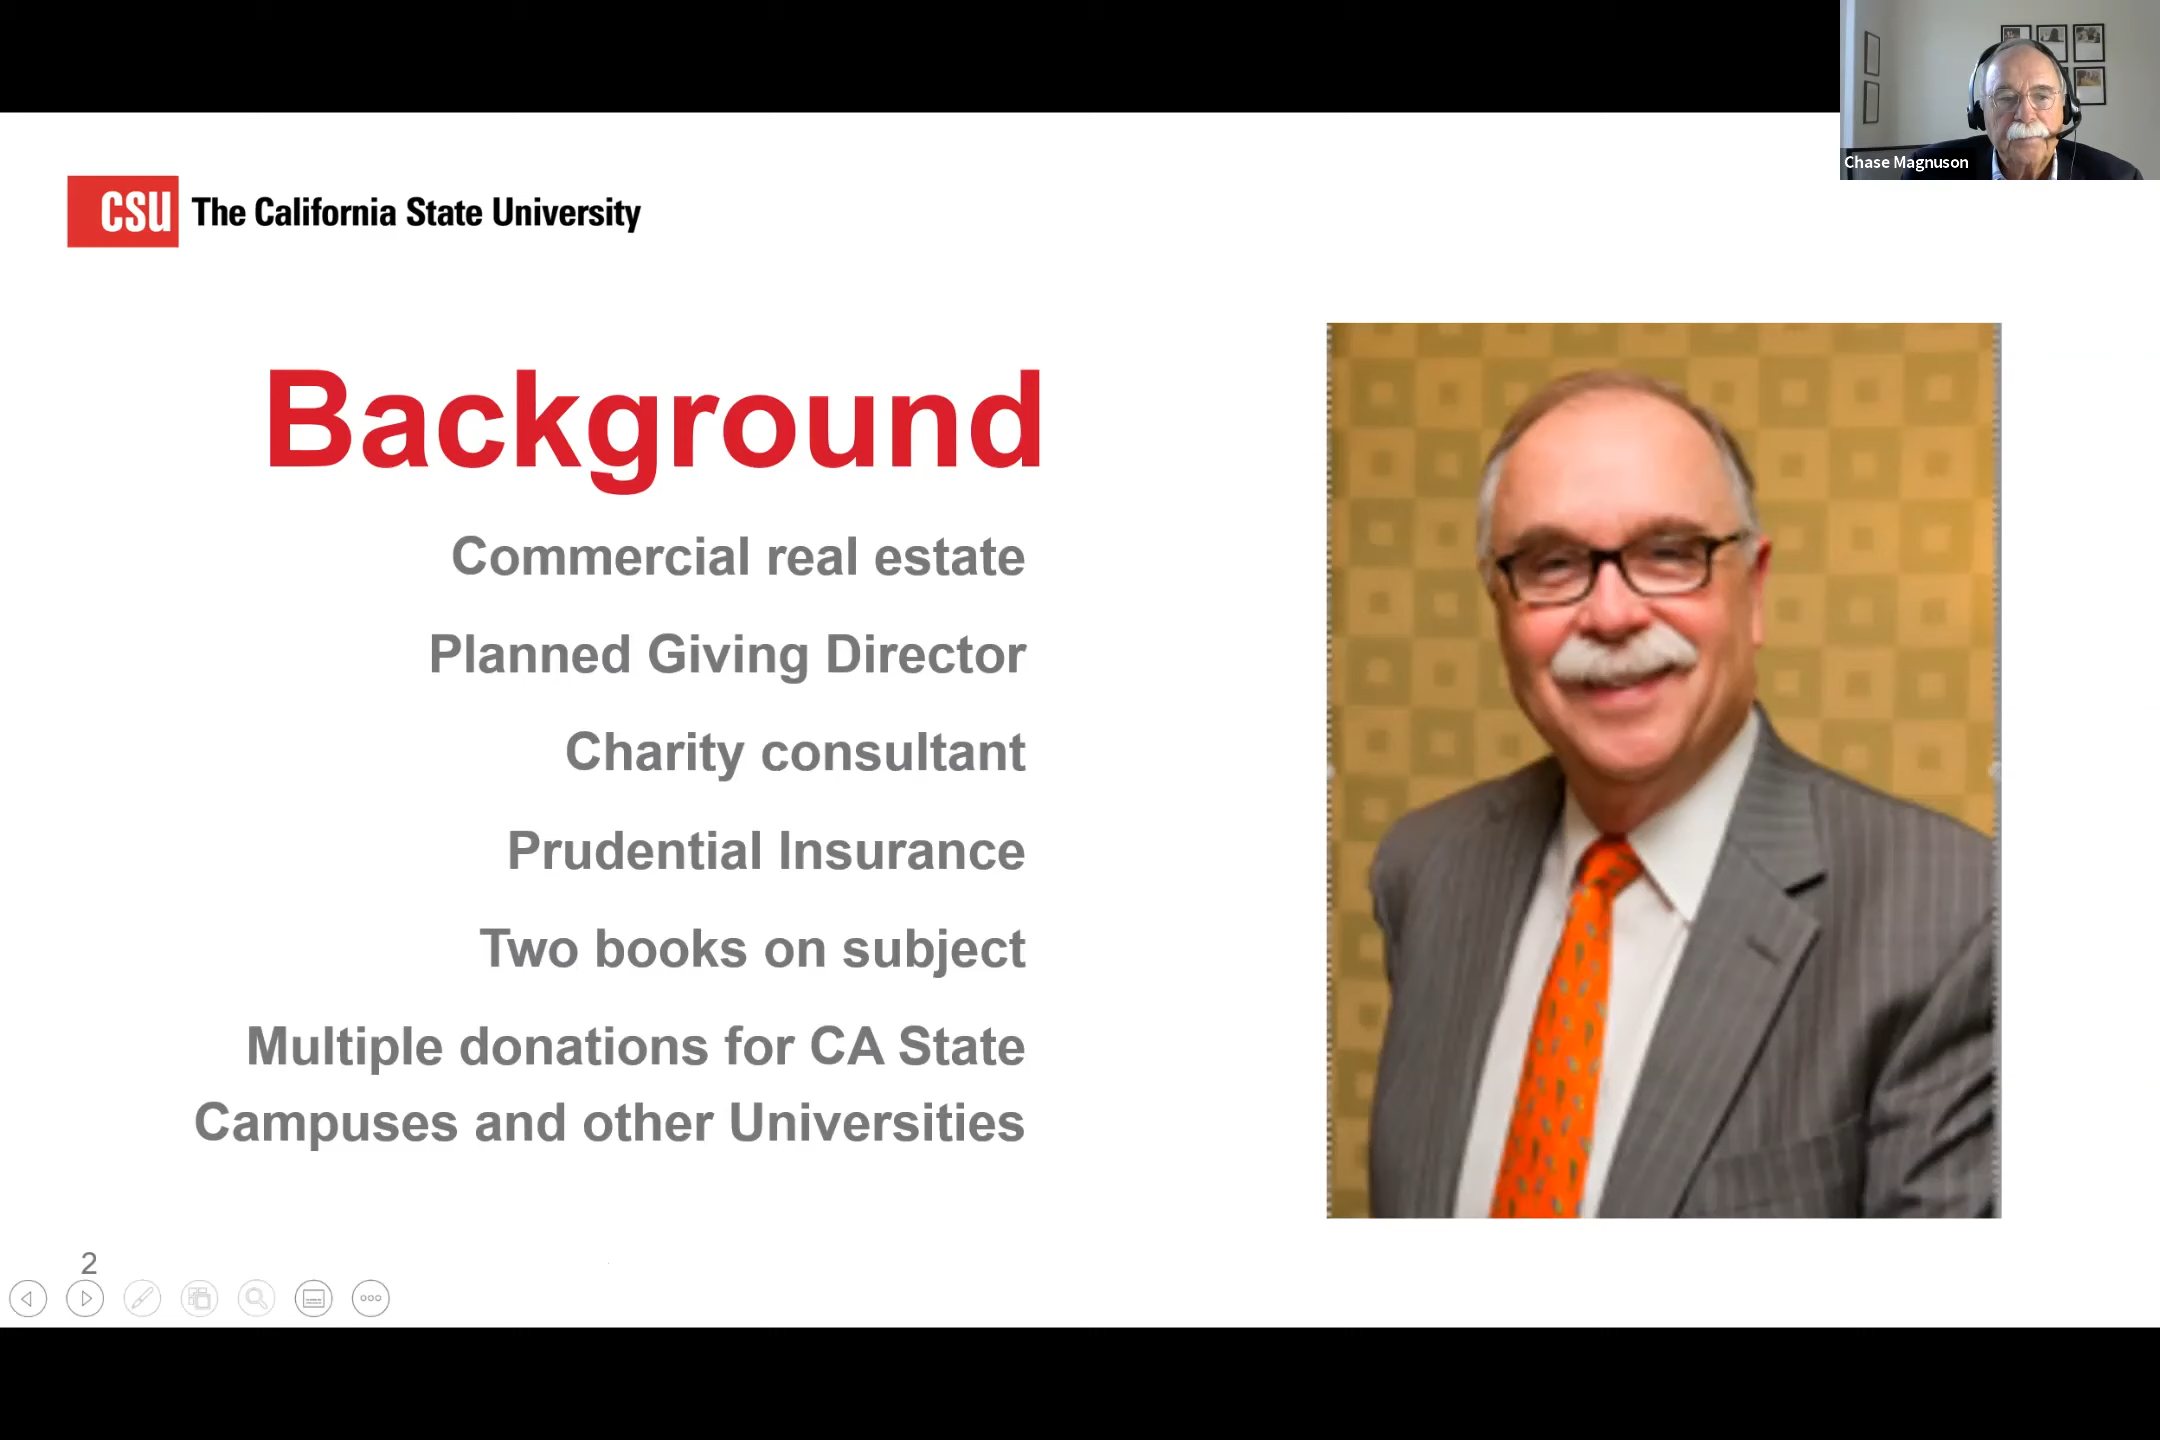 Chase Magnuson
CSU The California State University
Background
Commercial real estate
Planned Giving Director
Charity consultant
Prudential Insurance
Two books on subject
Multiple donations for CA State
Campuses and other Universities
2